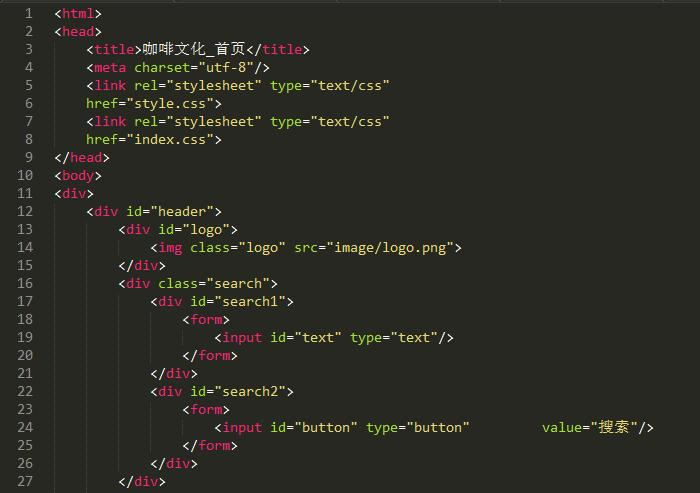 1 <html>
2 <head>
3     <title>咖啡文化_首页</title>
4     <meta charset="utf-8"/>
5     <link rel="stylesheet" type="text/css"
6     href="style.css">
7     <link rel="stylesheet" type="text/css"
8     href="index.css">
9 </head>
10 <body>
11 <div>
12     <div id="header">
13         <div id="logo">
14             <img class="logo" src="image/logo.png">
15         </div>
16         <div class="search">
17             <div id="search1">
18                 <form>
19                     <input id="text" type="text"/>
20                 </form>
21             </div>
22             <div id="search2">
23                 <form>
24                     <input id="button" type="button"         value="搜索"/>
25                 </form>
26             </div>
27         </div>